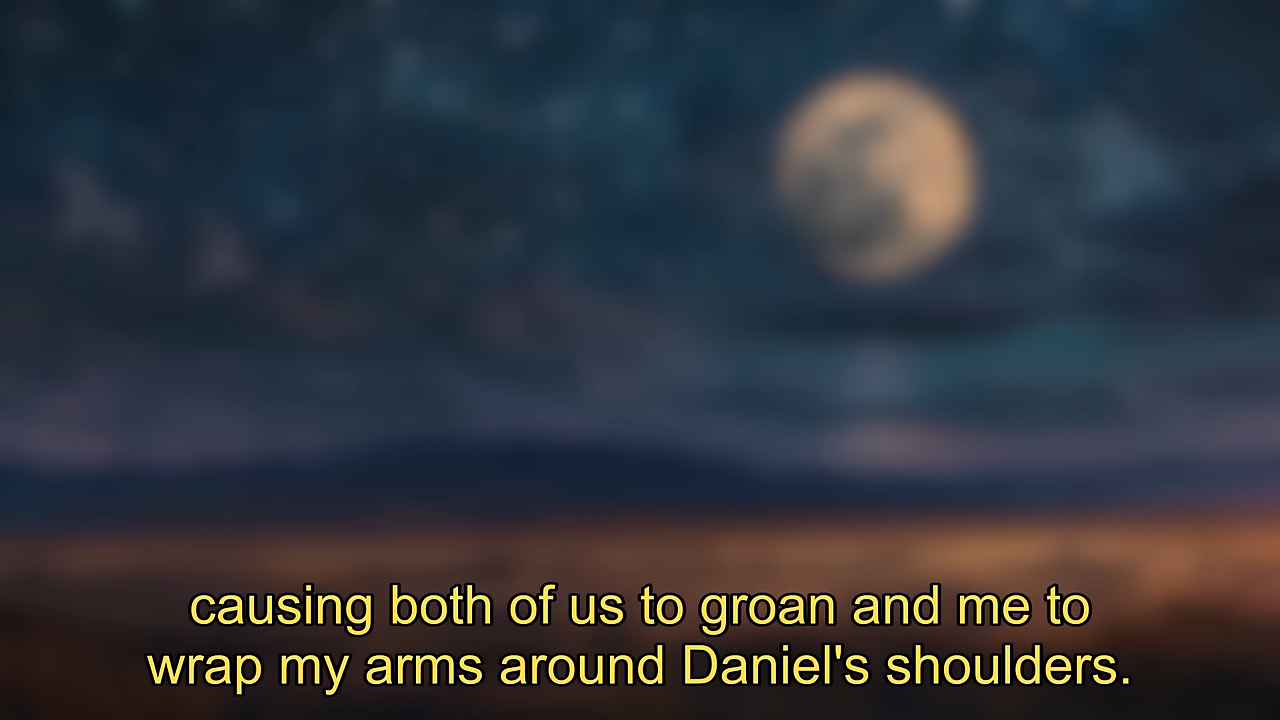 causing both of us to groan and me to
wrap my arms around Daniel's shoulders.